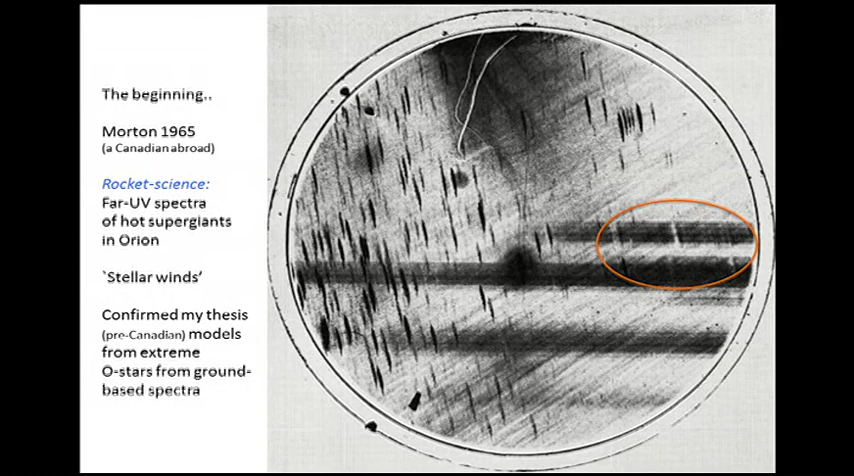 The beginning..
Morton 1965
(a Canadian abroad)
Rocket-science:
Far-UV spectra
of hot supergiants
in Orion
`Stellar winds’
Confirmed my thesis
(pre-Canadian) models
from extreme
O-stars from ground-
based spectra